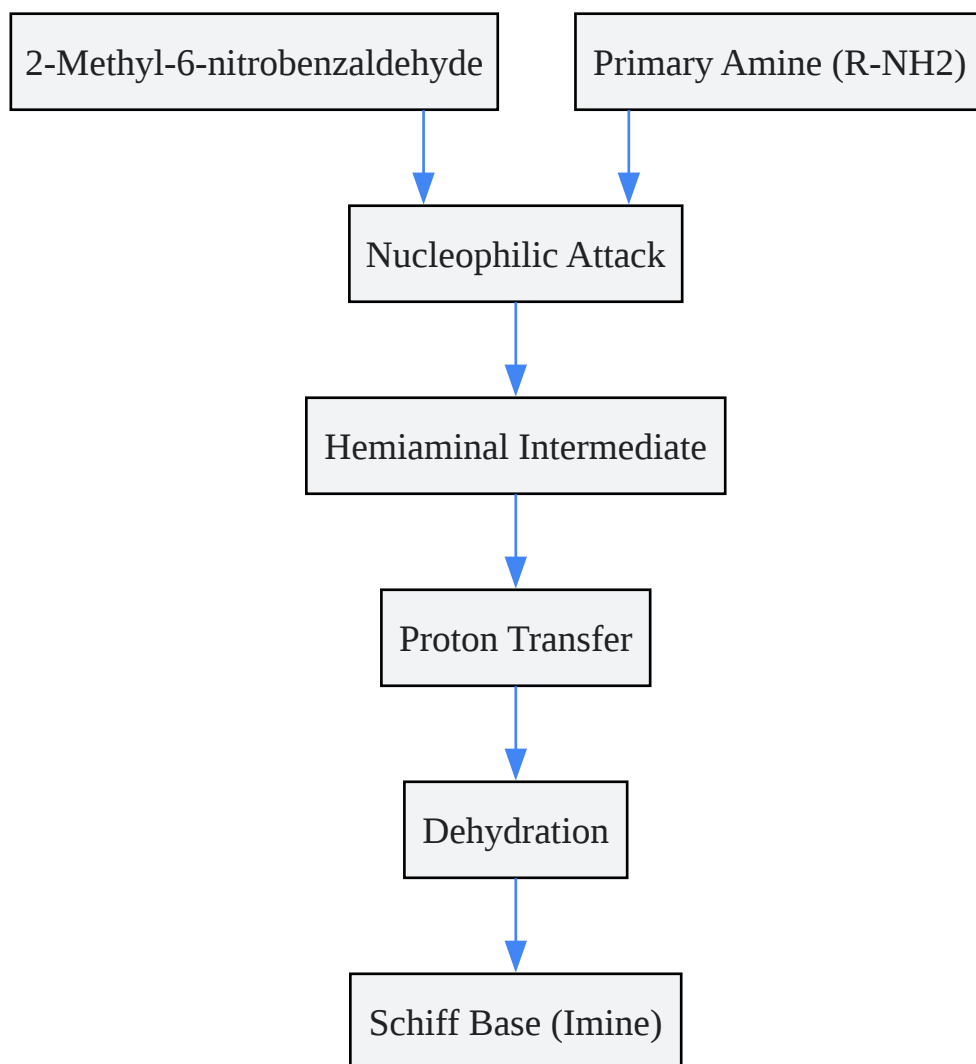 2-Methyl-6-nitrobenzaldehyde
Primary Amine (R-NH2)
Nucleophilic Attack
Hemiaminal Intermediate
Proton Transfer
Dehydration
Schiff Base (Imine)